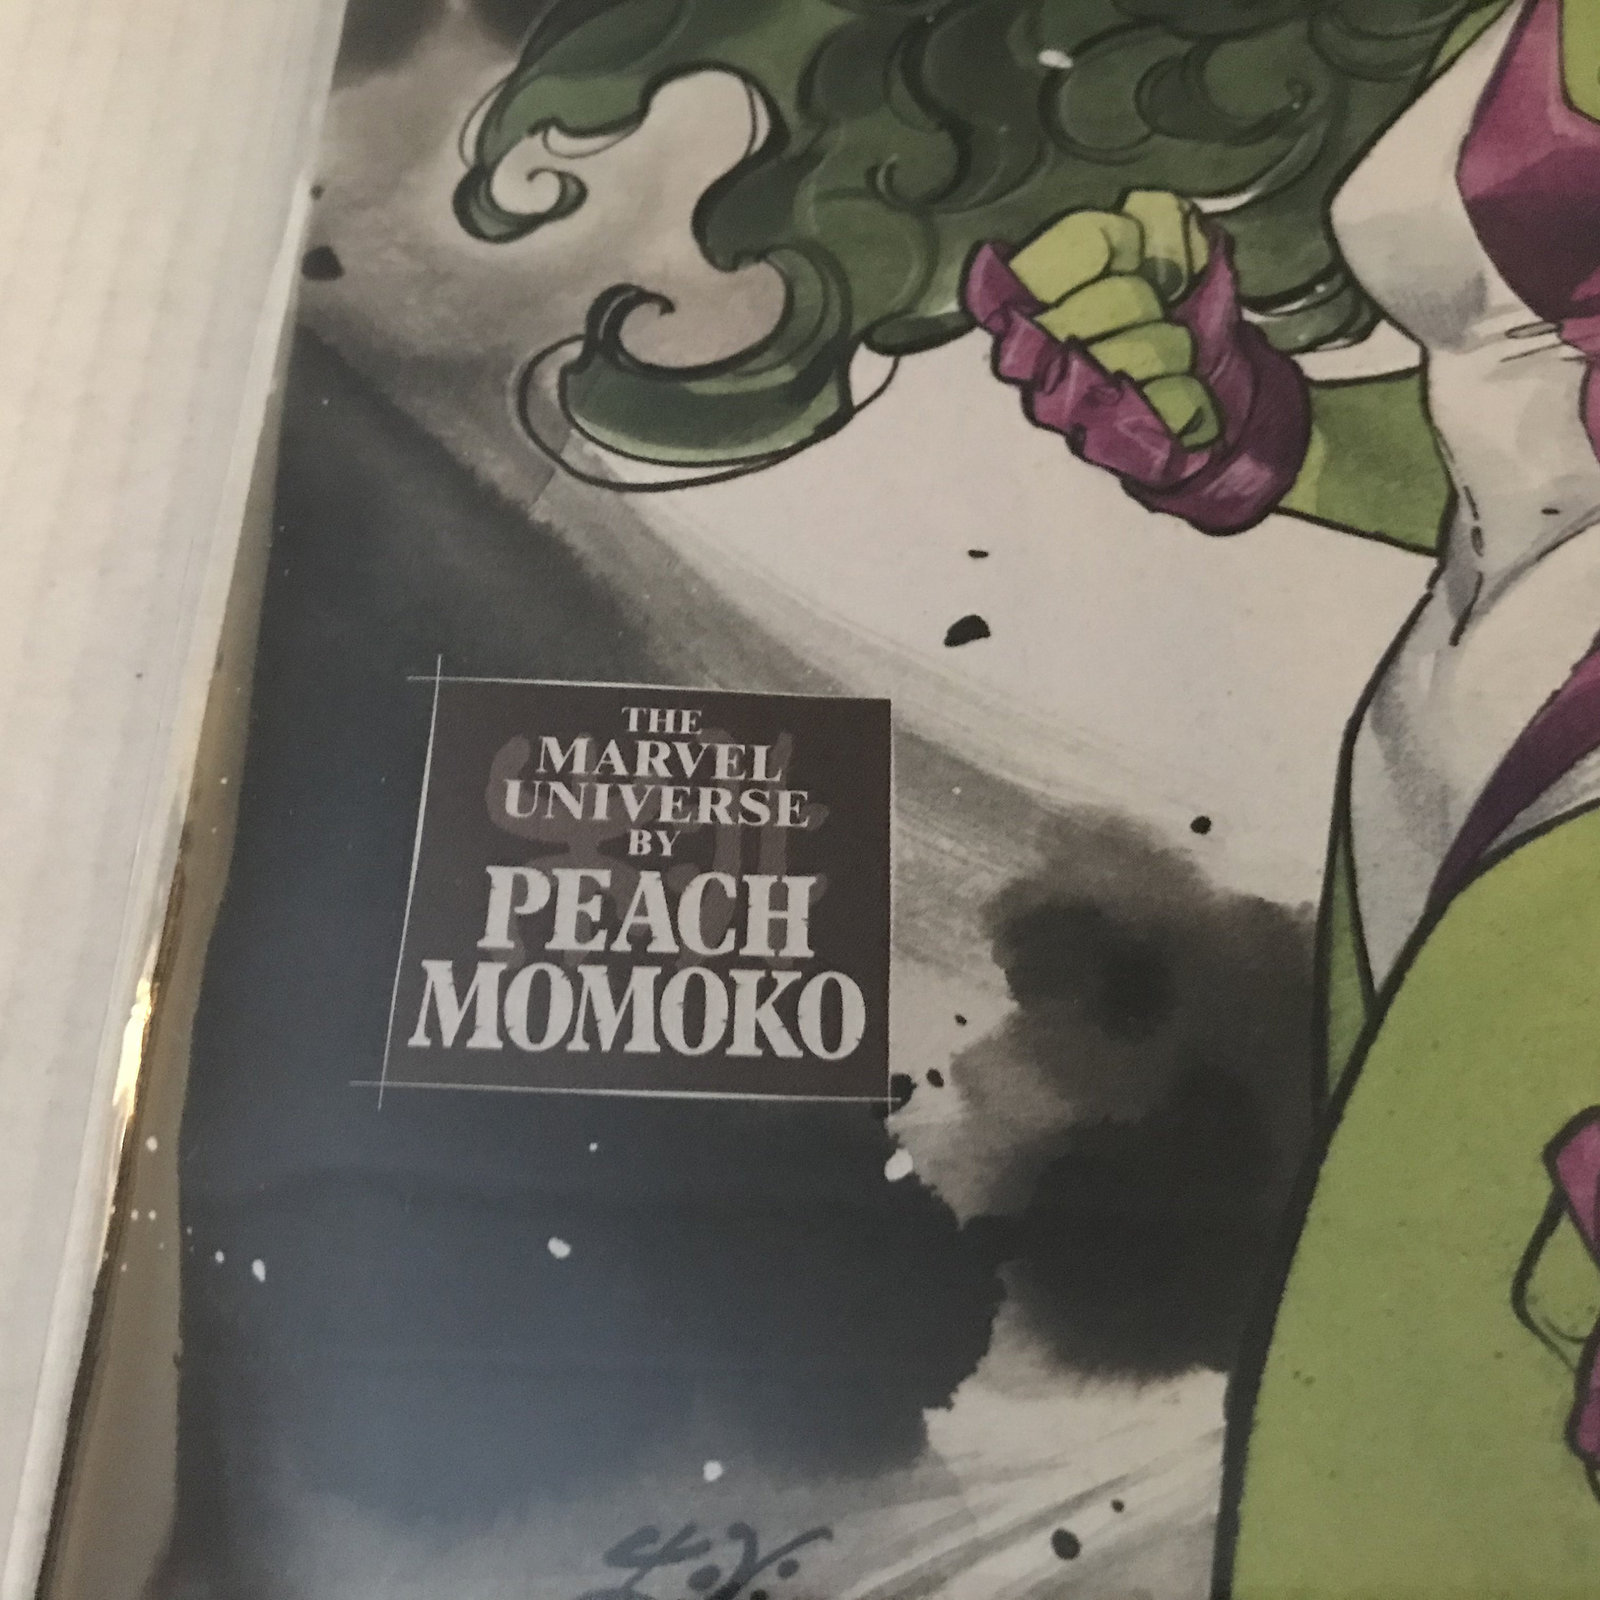 THE
MARVEL
UNIVERSE
BY
PEACH
MOMOKO